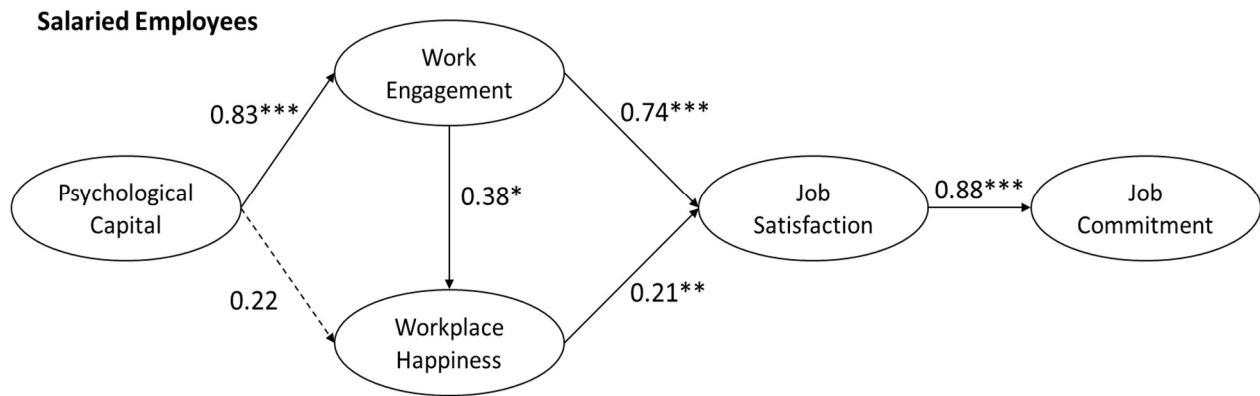 Salaried Employees
Work
Engagement
0.83***
0.74***
Psychological
Capital
0.38*
Job
Satisfaction
0.88***
Job
Commitment
0.22
0.21**
Workplace
Happiness